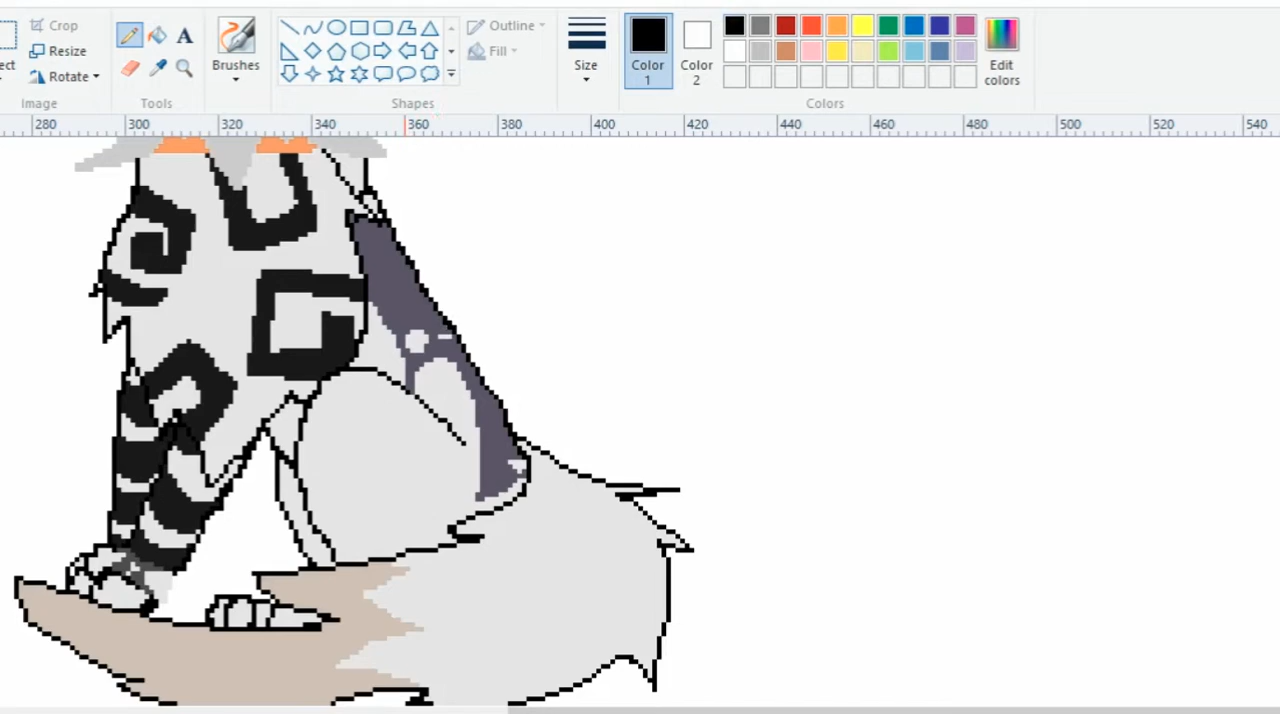 Crop
Resize
Rotate
ect
Image
A
Tools
Brushes
Outline
Fill
Shapes
Size
Color
1
Color
2
Edit
colors
Colors
280 300 320 340 360 380 400 420 440 460 480 500 520 540